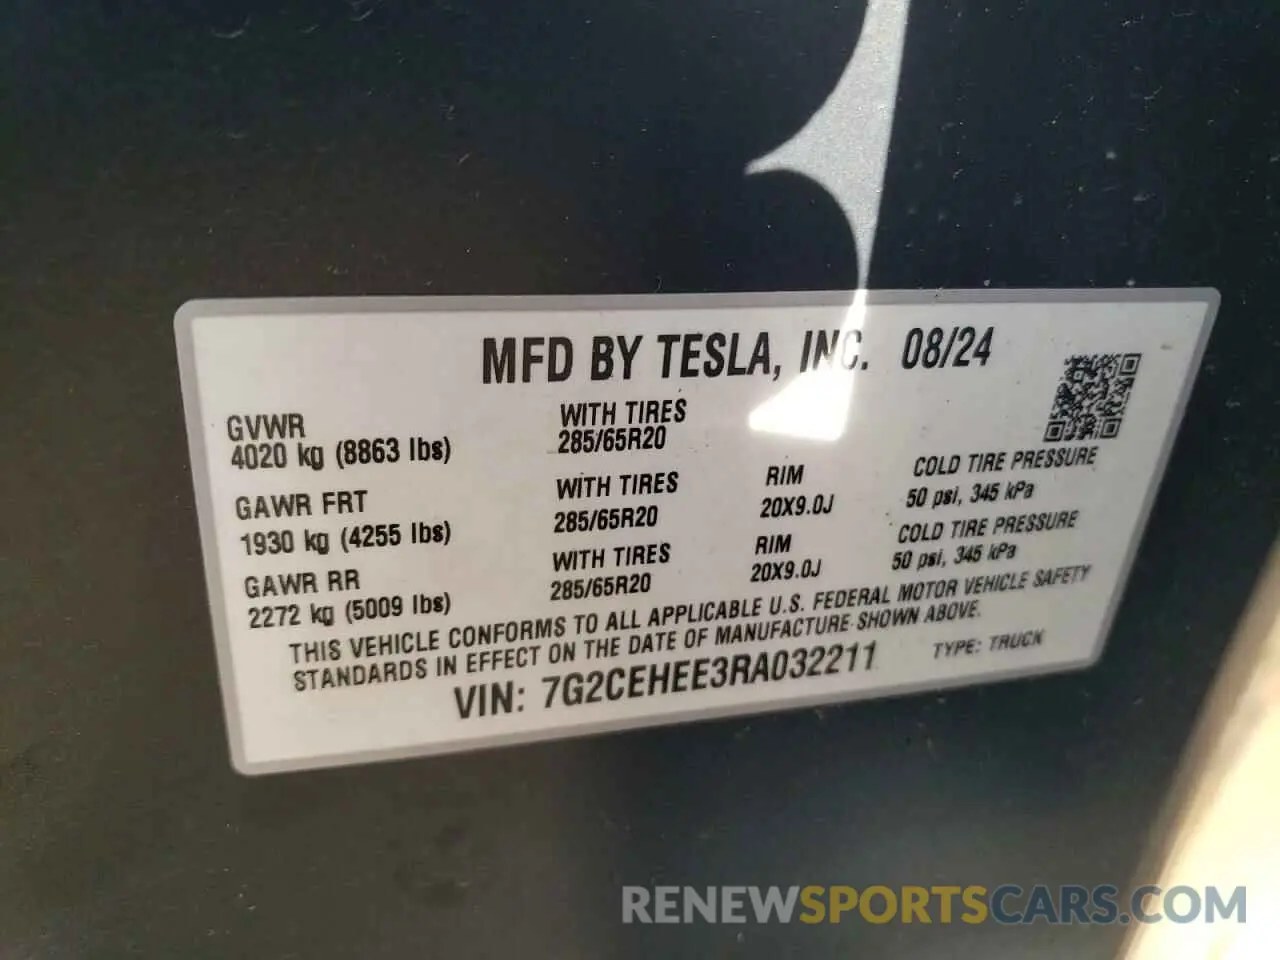 MFD BY TESLA, INC. 08/24
GVWR
4020 kg (8863 lbs)
WITH TIRES
285/65R20
GAWR FRT
1930 kg (4255 lbs)
WITH TIRES
285/65R20
RIM
20X9.0J
COLD TIRE PRESSURE
50 psi, 345 kPa
GAWR RR
2272 kg (5009 lbs)
WITH TIRES
285/65R20
RIM
20X9.0J
COLD TIRE PRESSURE
50 psi, 345 kPa
THIS VEHICLE CONFORMS TO ALL APPLICABLE U.S. FEDERAL MOTOR VEHICLE SAFETY
STANDARDS IN EFFECT ON THE DATE OF MANUFACTURE SHOWN ABOVE.
VIN: 7G2CEHEE3RA032211
TYPE: TRUCK
RENEWSPORTSCARS.COM